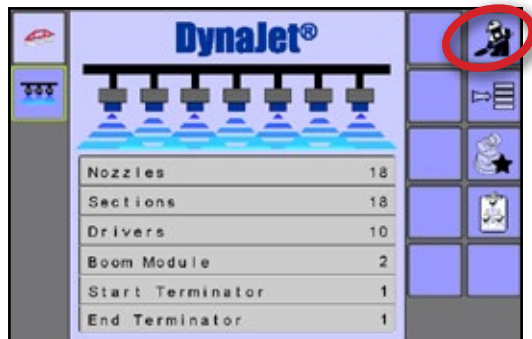 DynaJet®
Nozzles 18
Sections 18
Drivers 10
Boom Module 2
Start Terminator 1
End Terminator 1